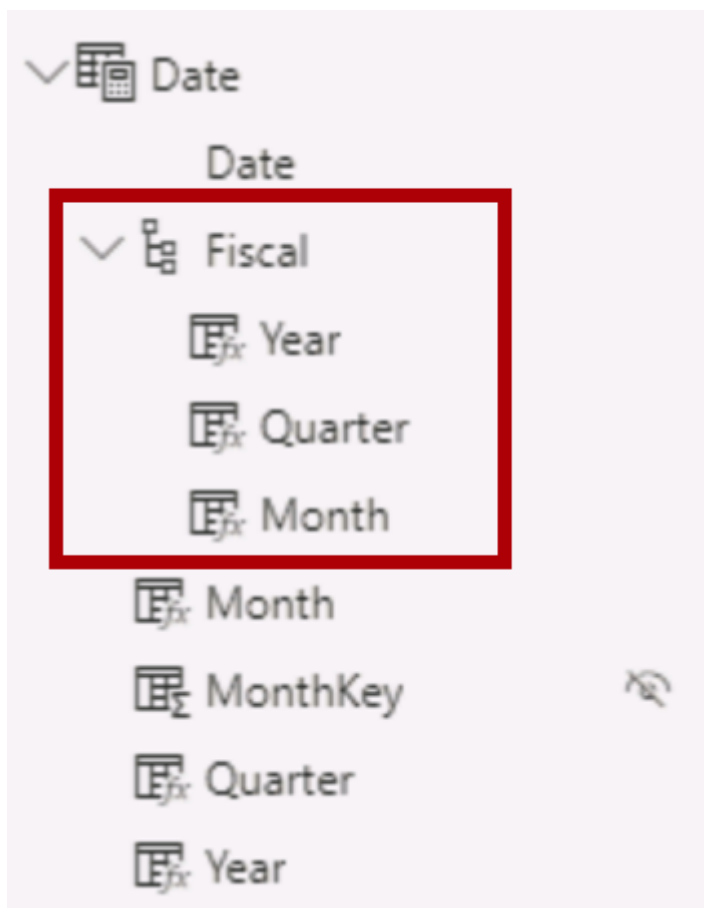 Date
Date
Fiscal
Year
Quarter
Month
Month
MonthKey
Quarter
Year